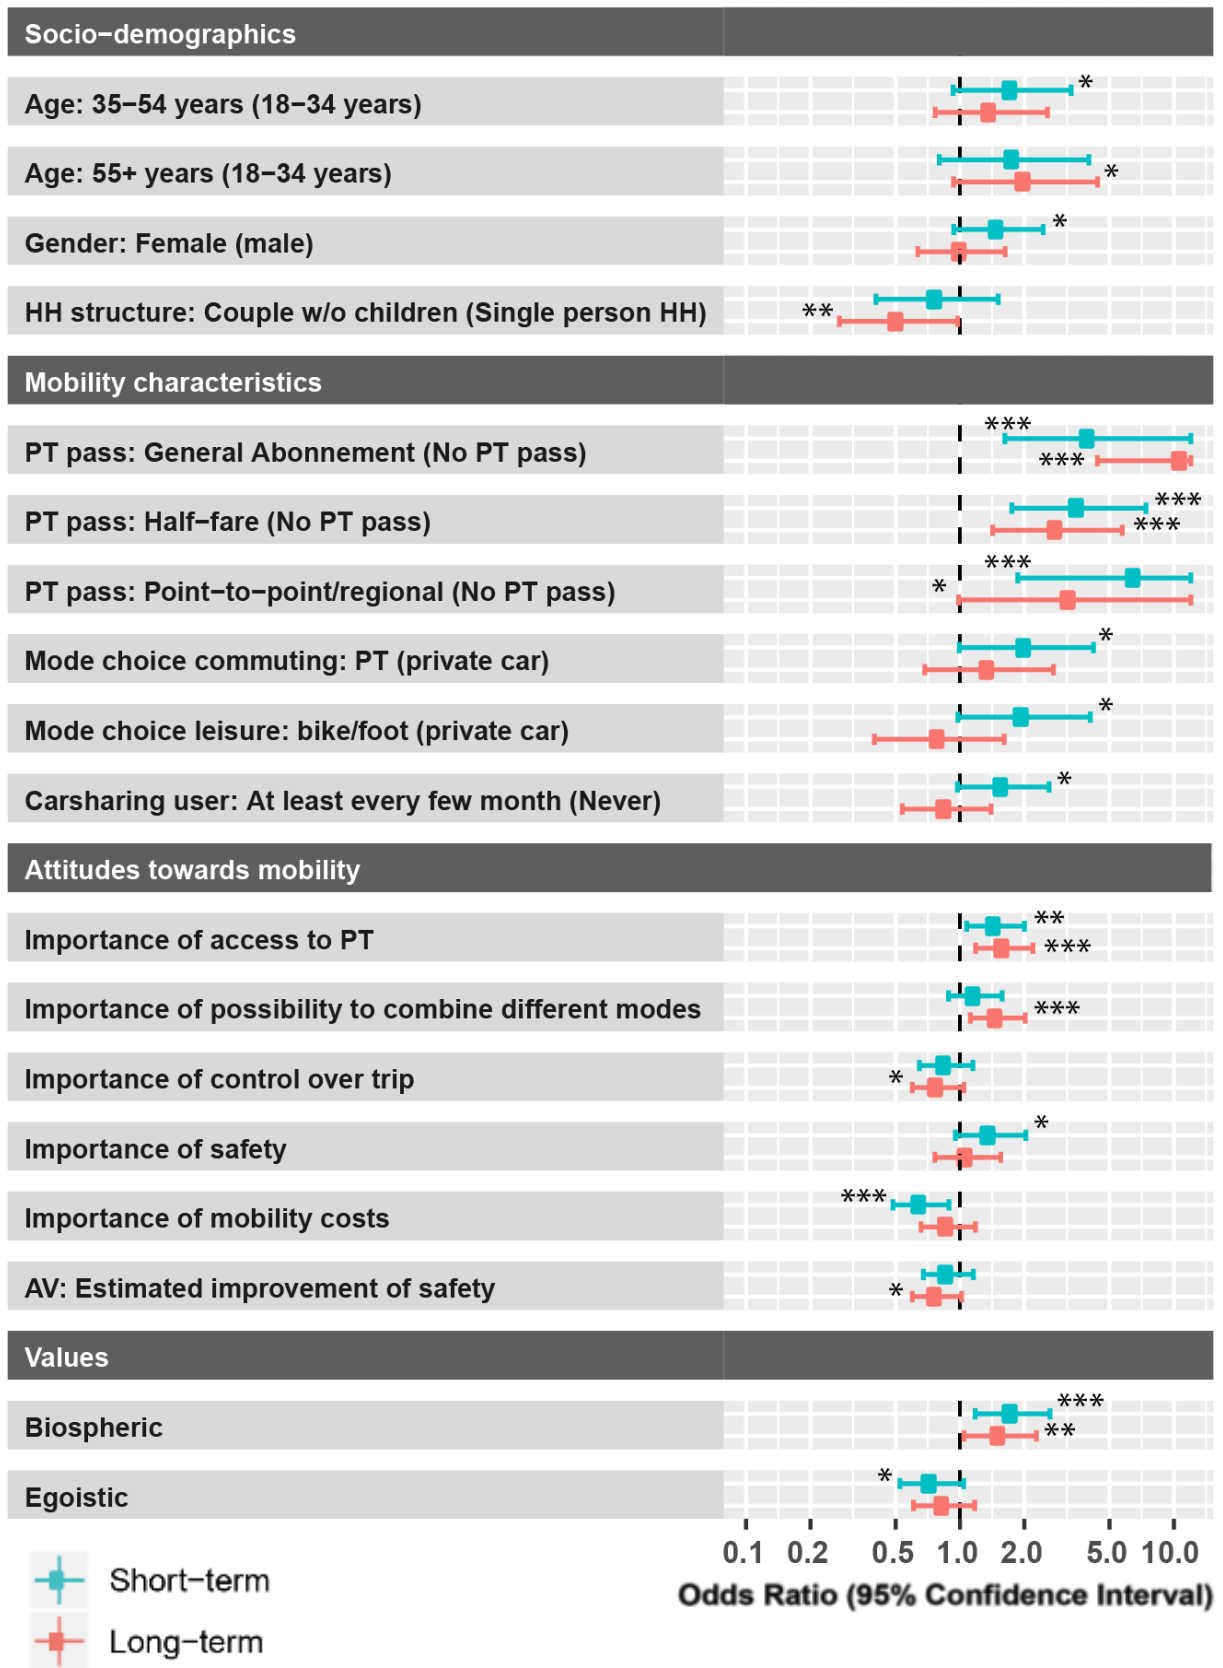 Socio−demographics
Age: 35−54 years (18−34 years)
*
Age: 55+ years (18−34 years)
*
Gender: Female (male)
*
HH structure: Couple w/o children (Single person HH)
**
Mobility characteristics
PT pass: General Abonnement (No PT pass)
***
***
PT pass: Half−fare (No PT pass)
***
***
PT pass: Point−to−point/regional (No PT pass)
***
*
Mode choice commuting: PT (private car)
*
Mode choice leisure: bike/foot (private car)
*
Carsharing user: At least every few month (Never)
*
Attitudes towards mobility
Importance of access to PT
**
***
Importance of possibility to combine different modes
***
Importance of control over trip
*
Importance of safety
*
Importance of mobility costs
***
AV: Estimated improvement of safety
*
Values
Biospheric
***
**
Egoistic
*
0.1 0.2 0.5 1.0 2.0 5.0 10.0
Odds Ratio (95% Confidence Interval)
Short−term
Long−term